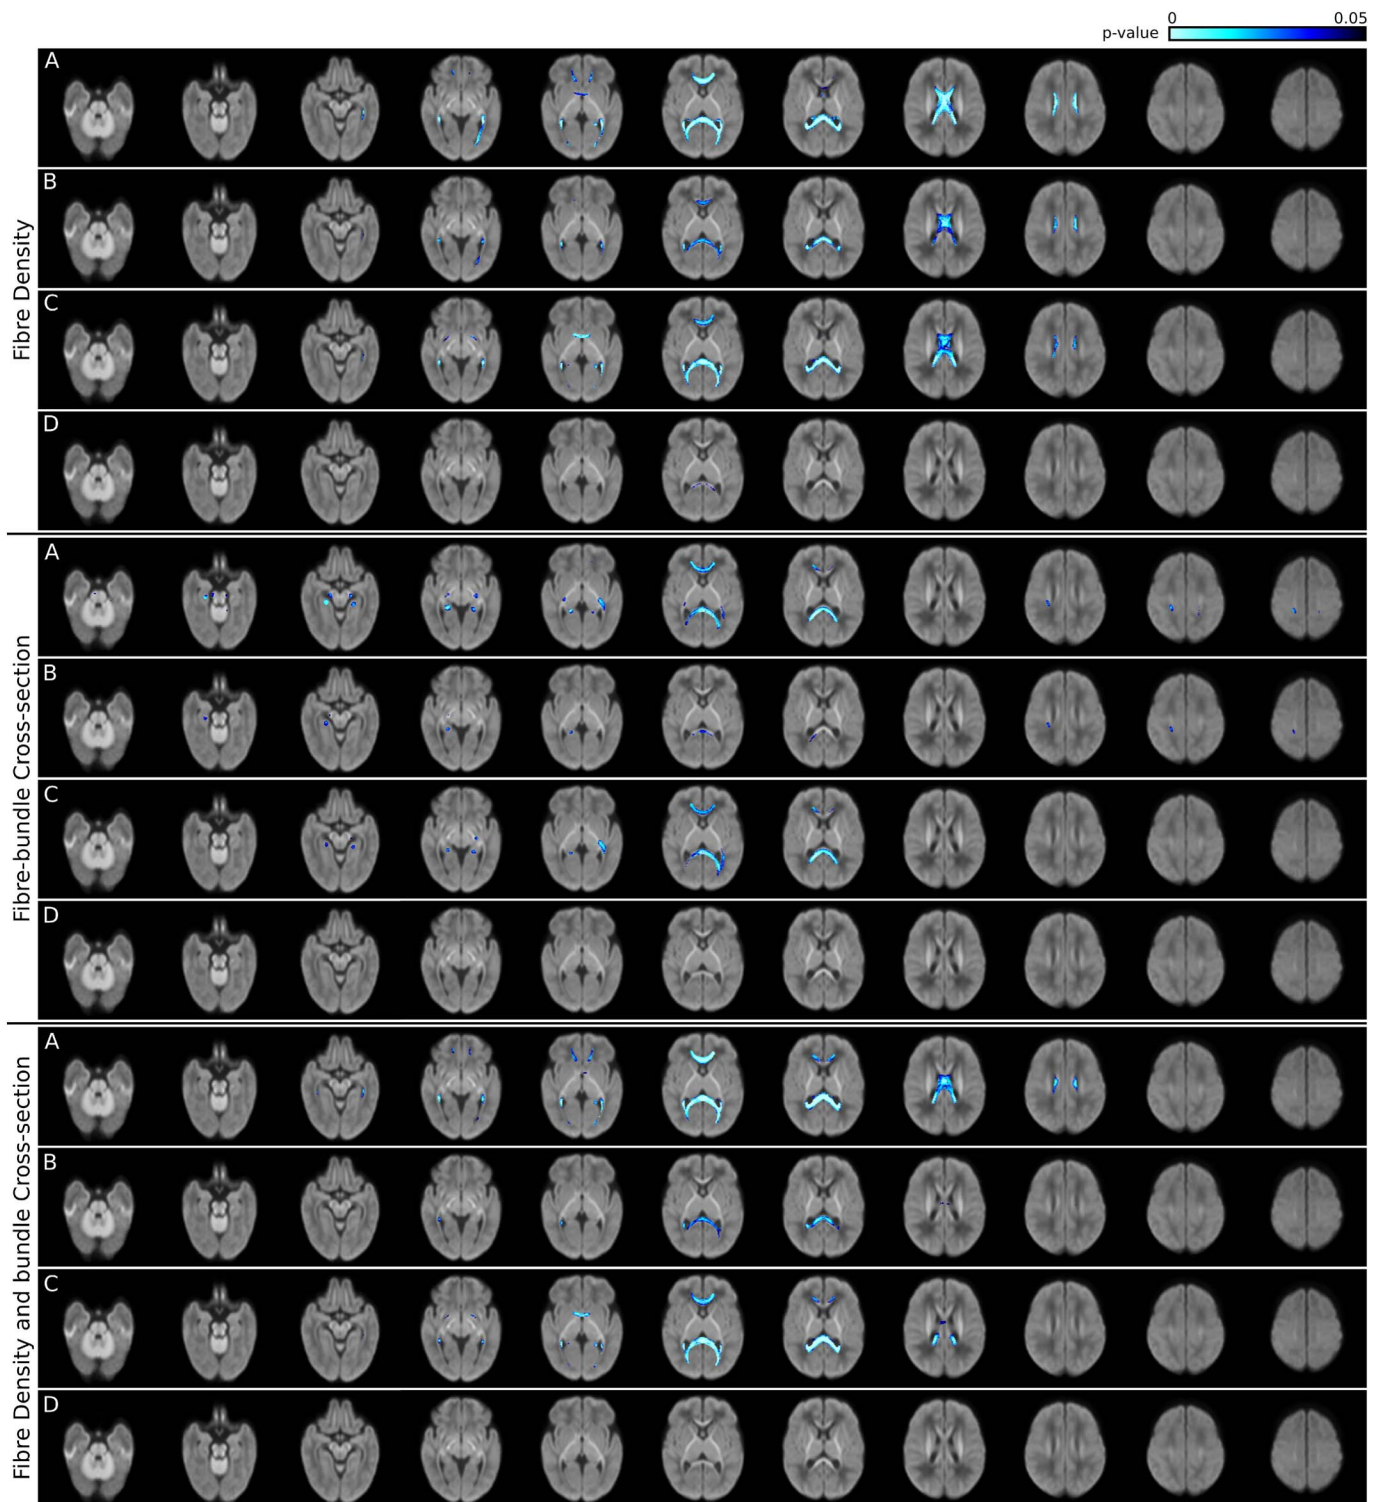 0 0.05
p-value
Fibre Density
A
B
C
D
Fibre-bundle Cross-section
A
B
C
D
Fibre Density and bundle Cross-section
A
B
C
D